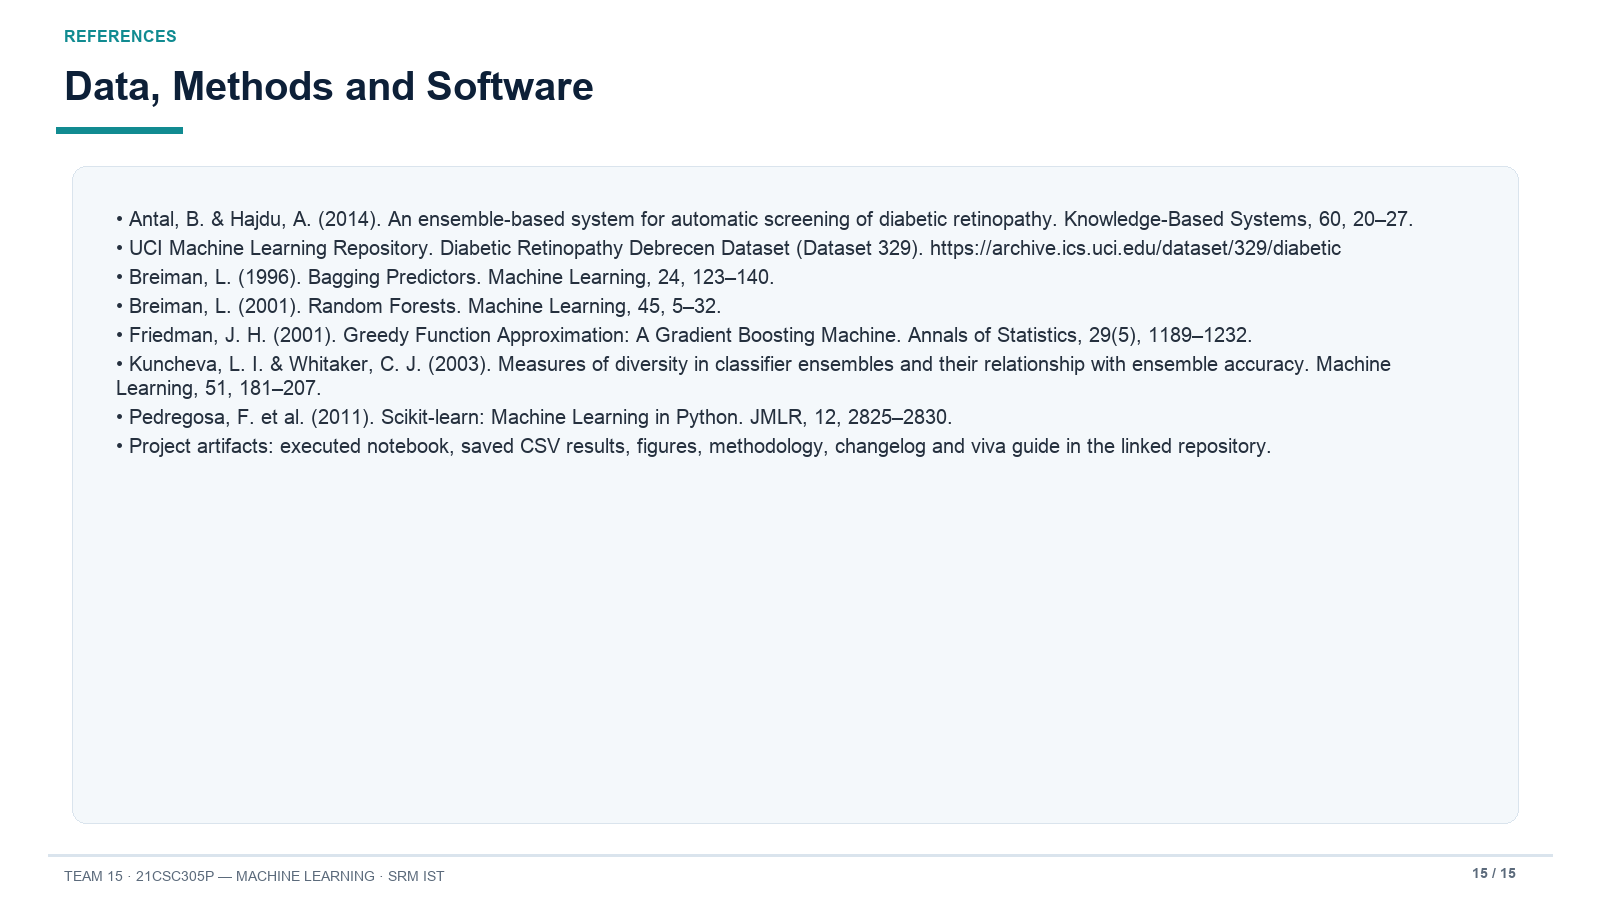 REFERENCES
Data, Methods and Software
• Antal, B. & Hajdu, A. (2014). An ensemble-based system for automatic screening of diabetic retinopathy. Knowledge-Based Systems, 60, 20–27.
• UCI Machine Learning Repository. Diabetic Retinopathy Debrecen Dataset (Dataset 329). https://archive.ics.uci.edu/dataset/329/diabetic
• Breiman, L. (1996). Bagging Predictors. Machine Learning, 24, 123–140.
• Breiman, L. (2001). Random Forests. Machine Learning, 45, 5–32.
• Friedman, J. H. (2001). Greedy Function Approximation: A Gradient Boosting Machine. Annals of Statistics, 29(5), 1189–1232.
• Kuncheva, L. I. & Whitaker, C. J. (2003). Measures of diversity in classifier ensembles and their relationship with ensemble accuracy. Machine
Learning, 51, 181–207.
• Pedregosa, F. et al. (2011). Scikit-learn: Machine Learning in Python. JMLR, 12, 2825–2830.
• Project artifacts: executed notebook, saved CSV results, figures, methodology, changelog and viva guide in the linked repository.
TEAM 15 · 21CSC305P — MACHINE LEARNING · SRM IST
15 / 15